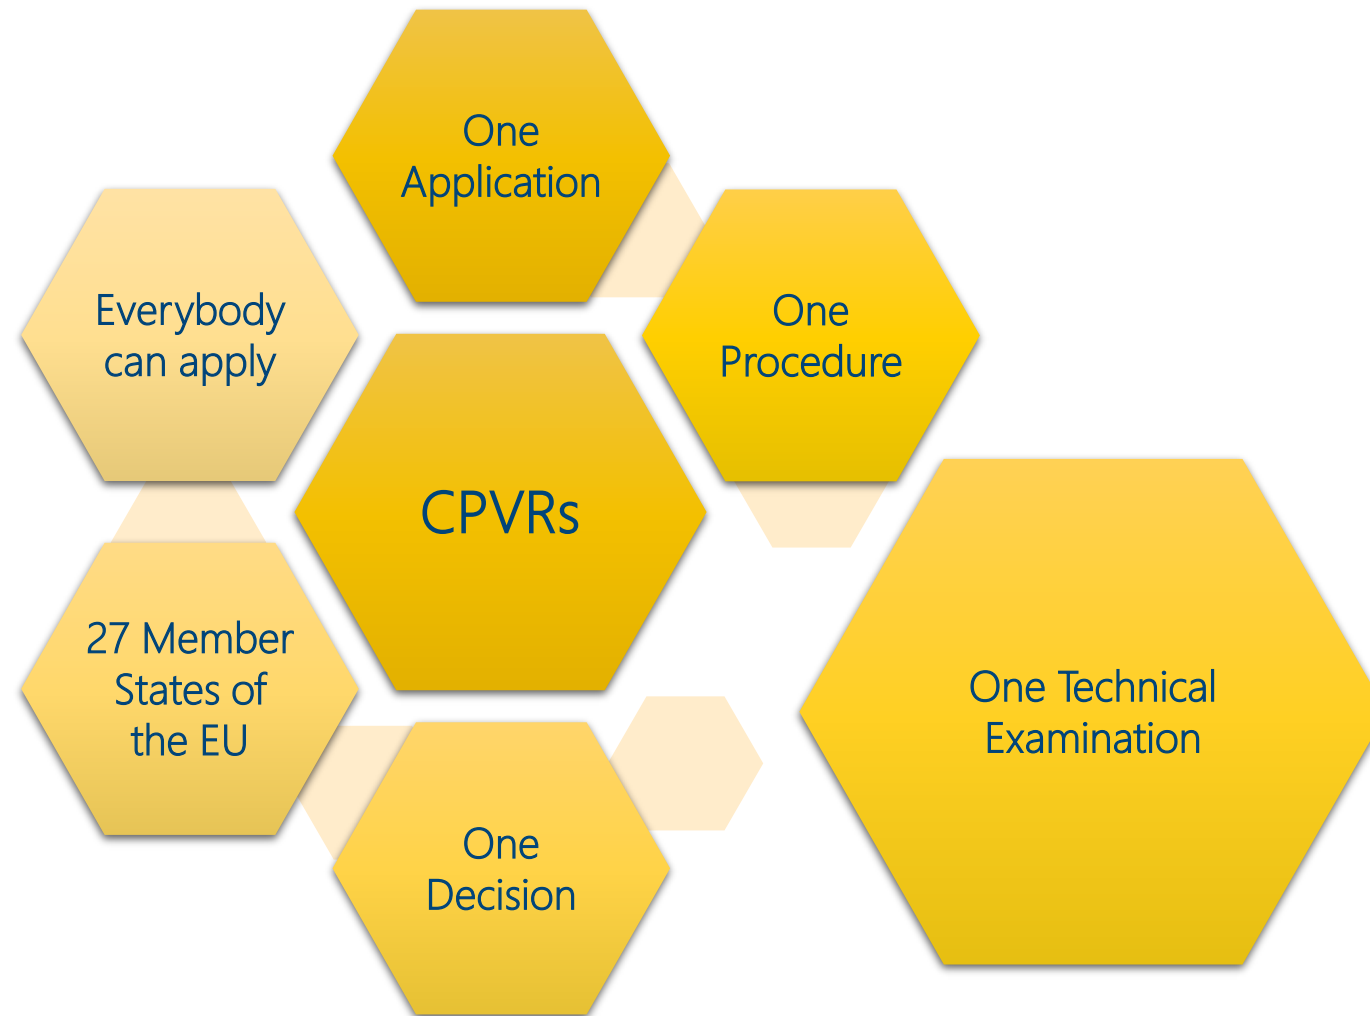 One
Application
One
Procedure
Everybody
can apply
CPVRs
27 Member
States of
the EU
One Technical
Examination
One
Decision